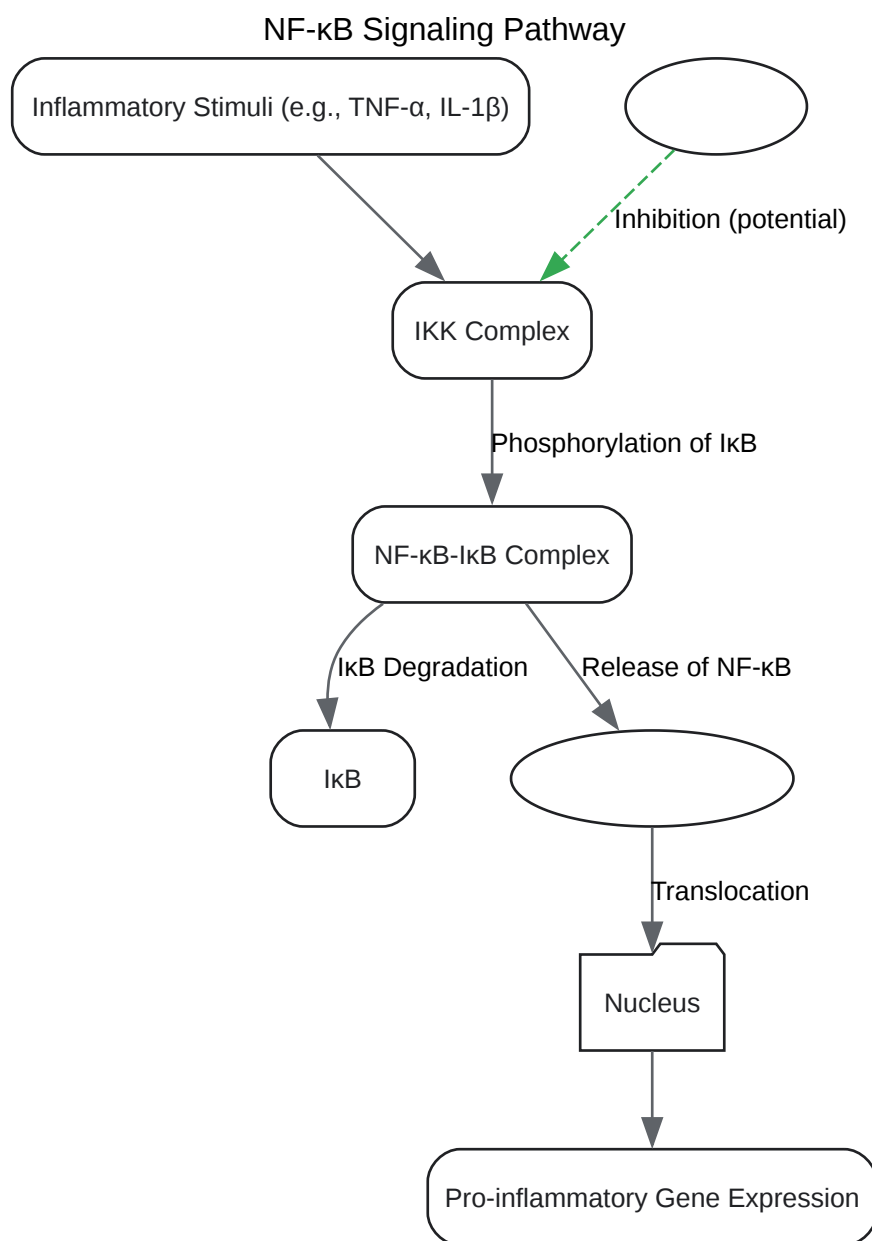 NF-κB Signaling Pathway
Inflammatory Stimuli (e.g., TNF-α, IL-1β)
Inhibition (potential)
IKK Complex
Phosphorylation of IκB
NF-κB-IκB Complex
IκB Degradation
Release of NF-κB
IκB
Translocation
Nucleus
Pro-inflammatory Gene Expression